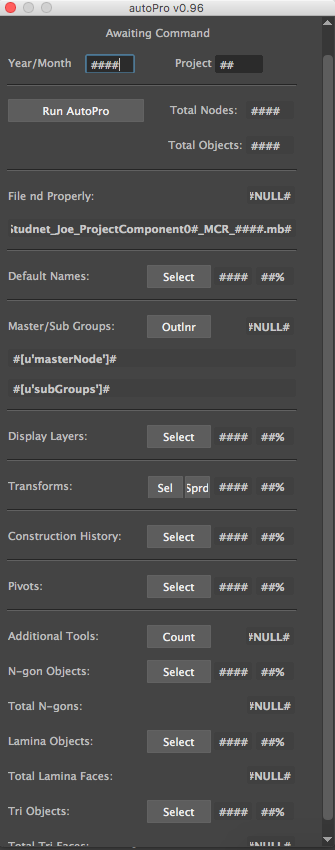 autoPro v0.96
Awaiting Command
Year/Month #### Project ##
Run AutoPro Total Nodes: ####
Total Objects: ####
File nd Properly: #NULL#
Studnet_Joe_ProjectComponent0#_MCR_####.mb#
Default Names: Select #### ##%
Master/Sub Groups: Outlnr #NULL#
#[u'masterNode']#
#[u'subGroups']#
Display Layers: Select #### ##%
Transforms: Sel Sprd #### ##%
Construction History: Select #### ##%
Pivots: Select #### ##%
Additional Tools: Count #NULL#
N-gon Objects: Select #### ##%
Total N-gons: #NULL#
Lamina Objects: Select #### ##%
Total Lamina Faces: #NULL#
Tri Objects: Select #### ##%
Total Tri Faces: #NULL#